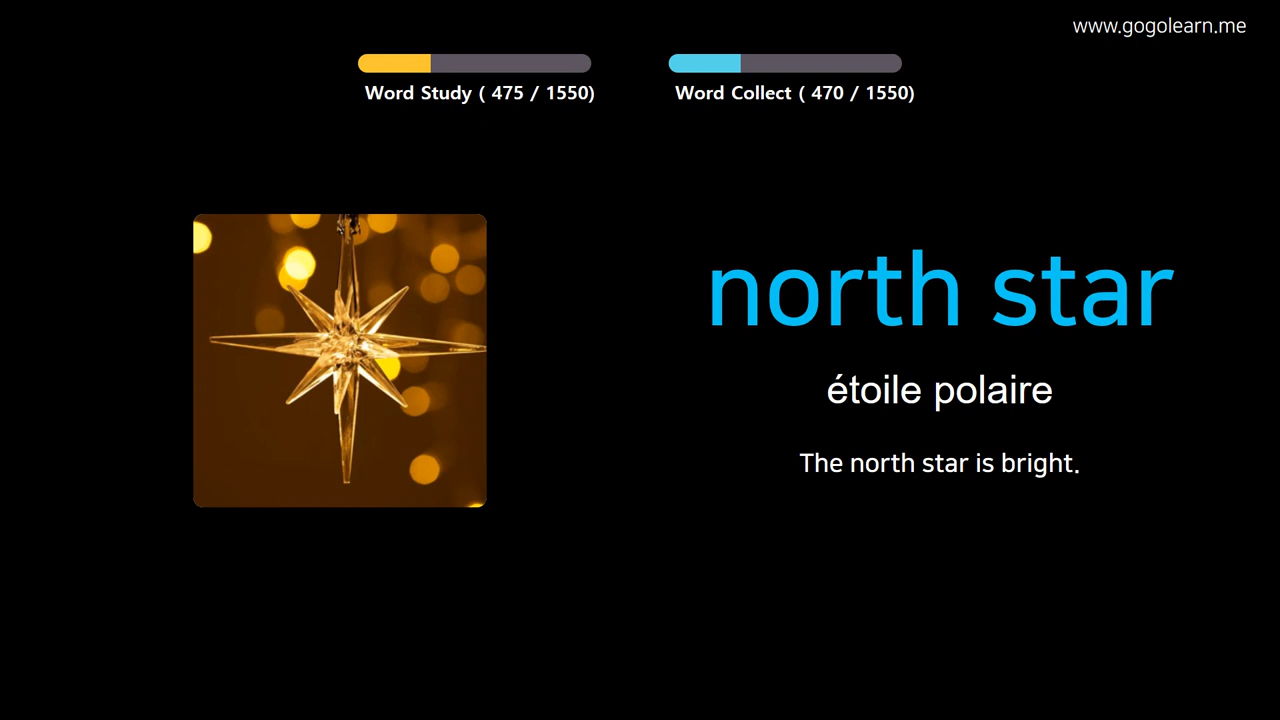 www.gogolearn.me
Word Study ( 475 / 1550)
Word Collect ( 470 / 1550)
north star
étoile polaire
The north star is bright.